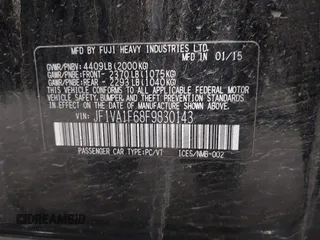 MFD BY FUJI HEAVY INDUSTRIES LTD.
GVWR/PNBV: 4409LB(2000KG) 01/15
GAWR/PNBE:FRONT- 2370LB(1075KG)
GAWR/PNBE:REAR - 2293LB(1040KG)
THIS VEHICLE CONFORMS TO ALL APPLICABLE
FEDERAL MOTOR VEHICLE SAFETY, BUMPER, AND
THEFT PREVENTION STANDARDS IN EFFECT ON THE
DATE OF MANUFACTURE SHOWN ABOVE.
JF1VA1F68F9830143
PASSENGER CAR TYPE:PC/VT ICES/NMB-002
IDREAMBID